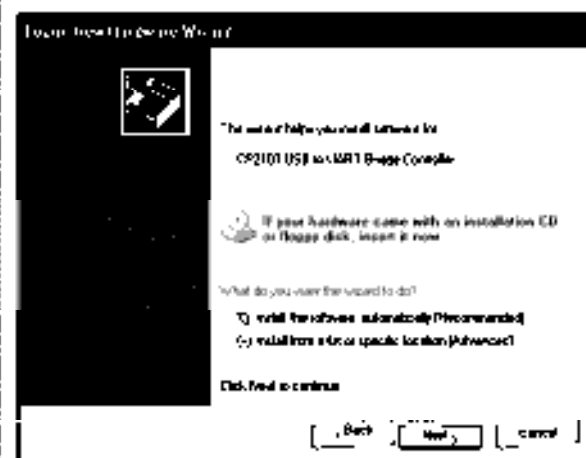 Found New Hardware Wizard
This wizard helps you install software for:
CP2101 USB to UART Bridge Controller
If your hardware came with an installation CD
or floppy disk, insert it now.
What do you want the wizard to do?
Install the software automatically (Recommended)
Install from a list or specific location (Advanced)
Click Next to continue.
< Back
Next >
Cancel